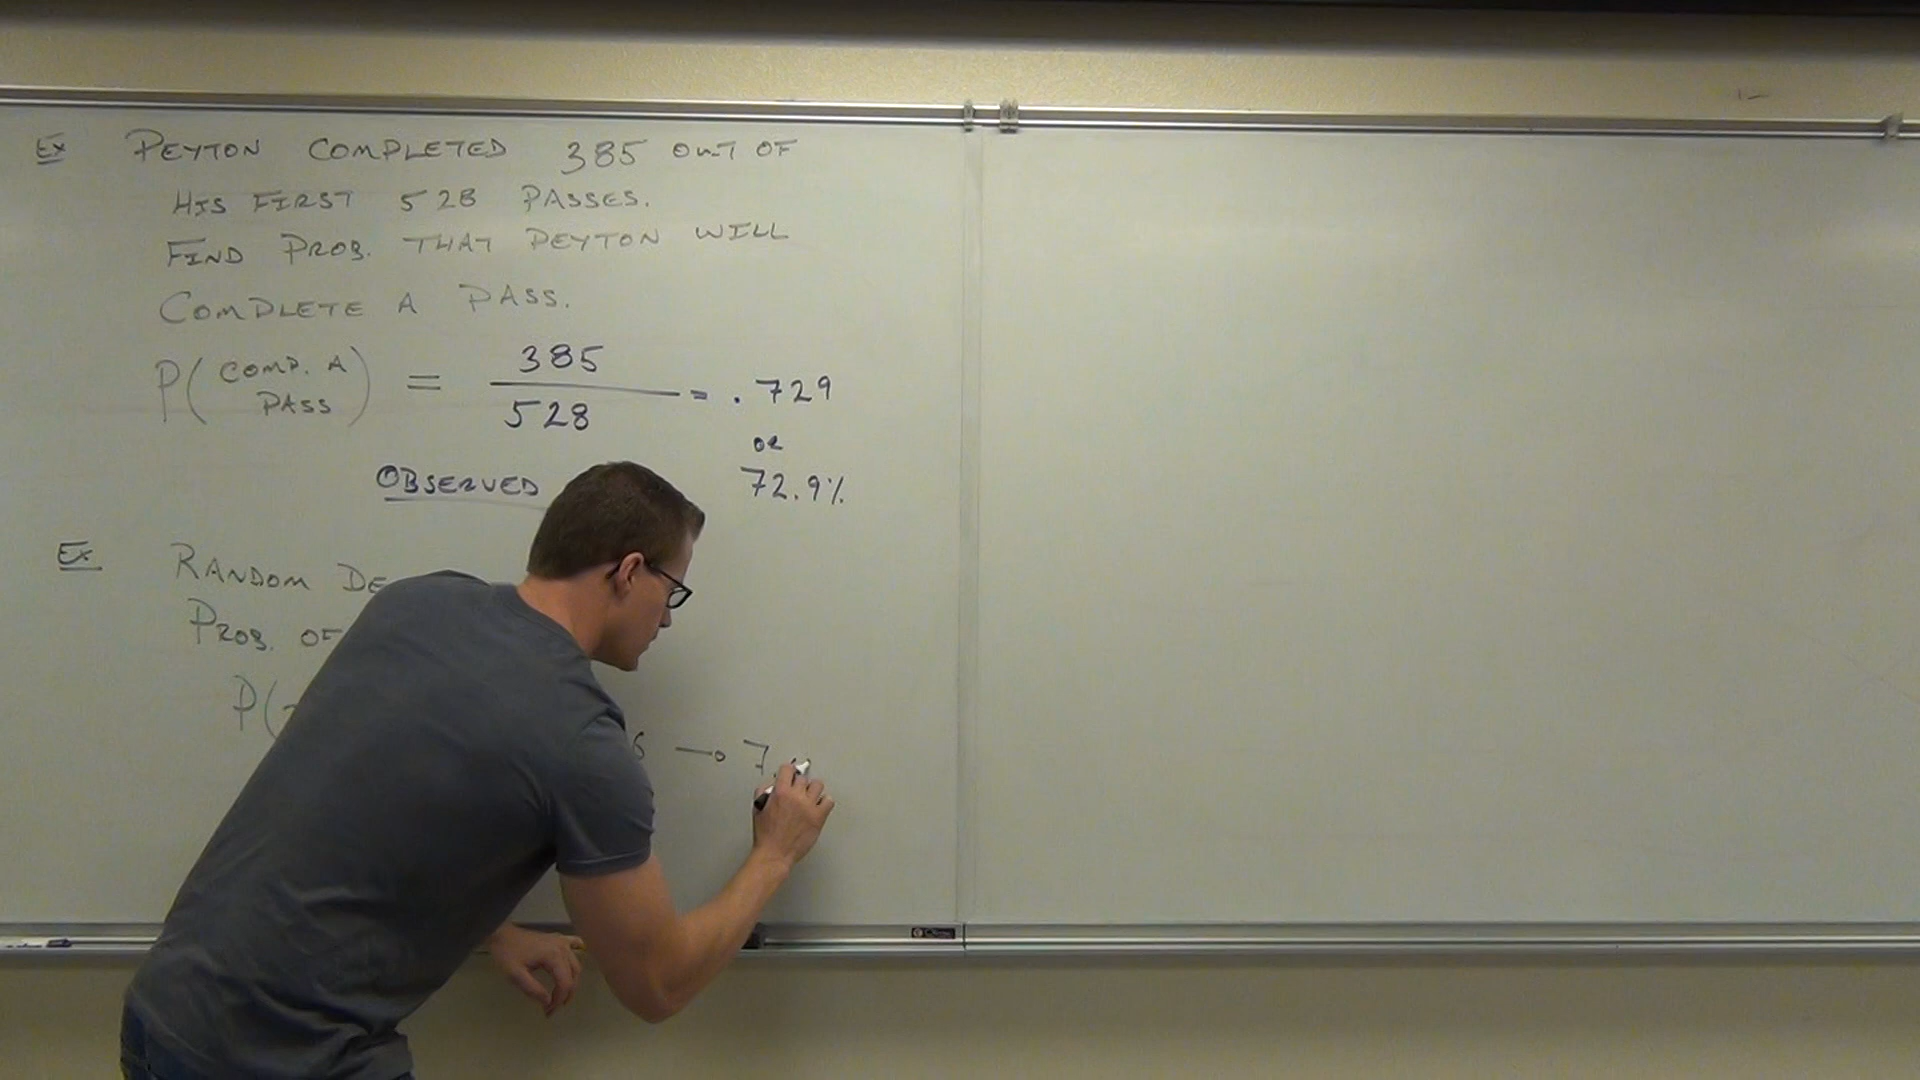 Ex PEYTON COMPLETED 385 OUT OF
HIS FIRST 528 PASSES.
FIND PROB. THAT PEYTON WILL
COMPLETE A PASS.
P( COMP. A PASS ) = 385 / 528 = .729
or
72.9%
OBSERVED
Ex RANDOM DE
PROB. OF
P(
6 → 7.